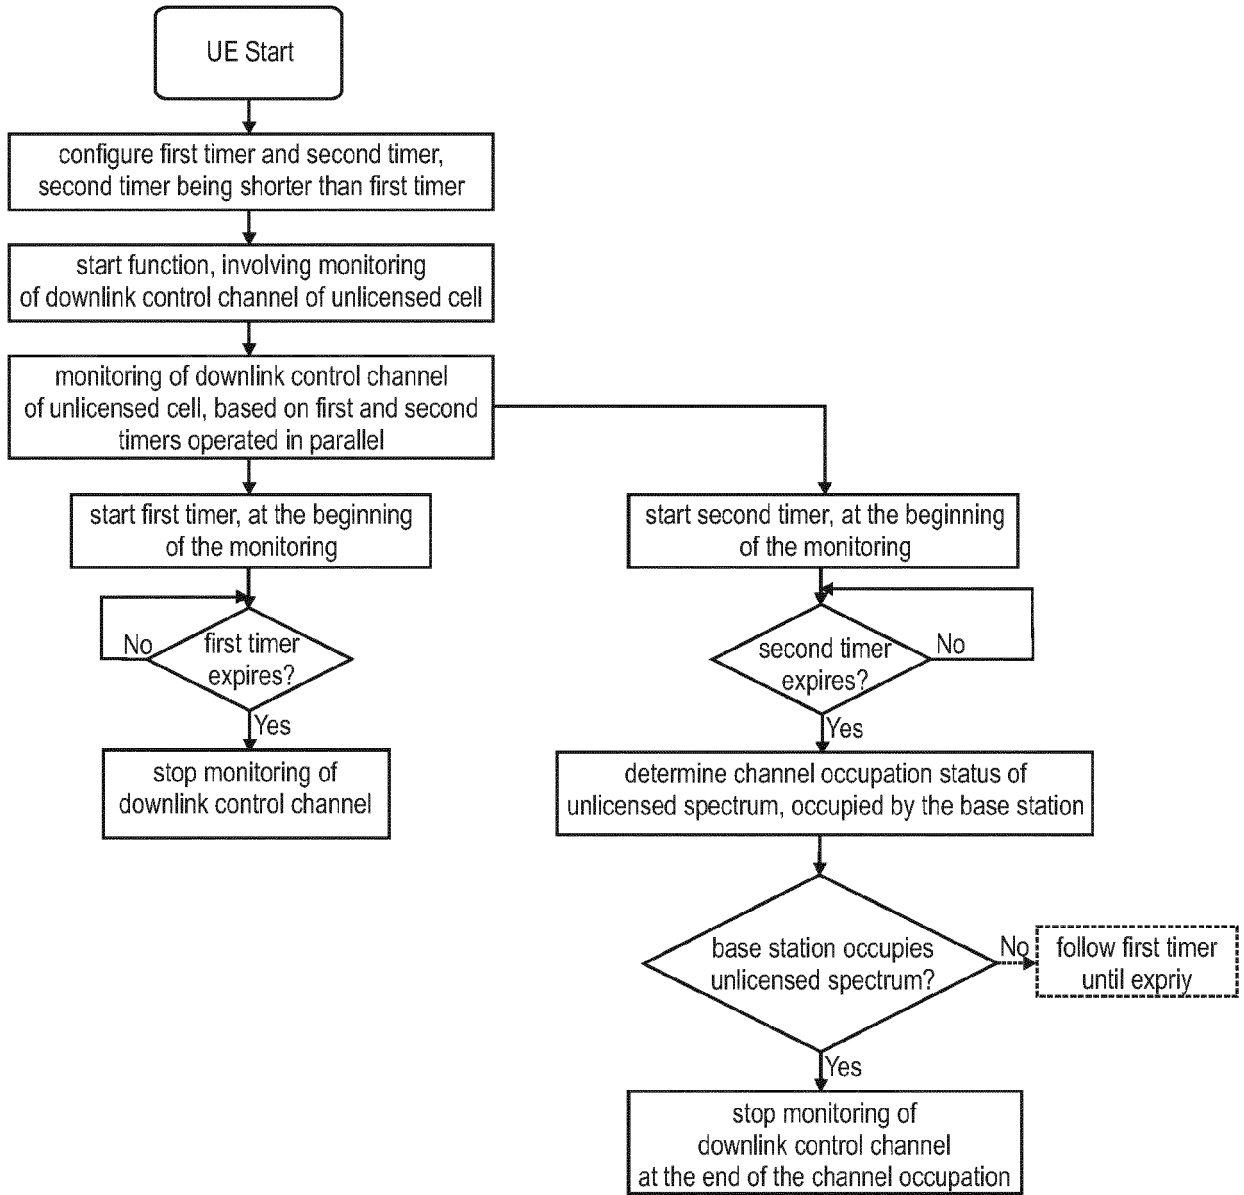 UE Start
configure first timer and second timer,
second timer being shorter than first timer
start function, involving monitoring
of downlink control channel of unlicensed cell
monitoring of downlink control channel
of unlicensed cell, based on first and second
timers operated in parallel
start first timer, at the beginning
of the monitoring
No
first timer
expires?
Yes
stop monitoring of
downlink control channel
start second timer, at the beginning
of the monitoring
second timer
expires?
No
Yes
determine channel occupation status of
unlicensed spectrum, occupied by the base station
base station occupies
unlicensed spectrum?
No
follow first timer
until expriy
Yes
stop monitoring of
downlink control channel
at the end of the channel occupation